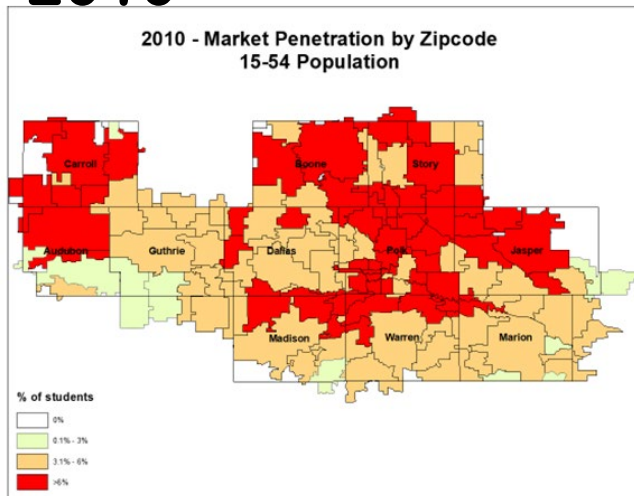 2010
2010 - Market Penetration by Zipcode
15-54 Population
Carroll
Boone
Story
Audubon
Guthrie
Dallas
Polk
Jasper
Madison
Warren
Marion
% of students
0%
0.1% - 3%
3.1% - 6%
>6%